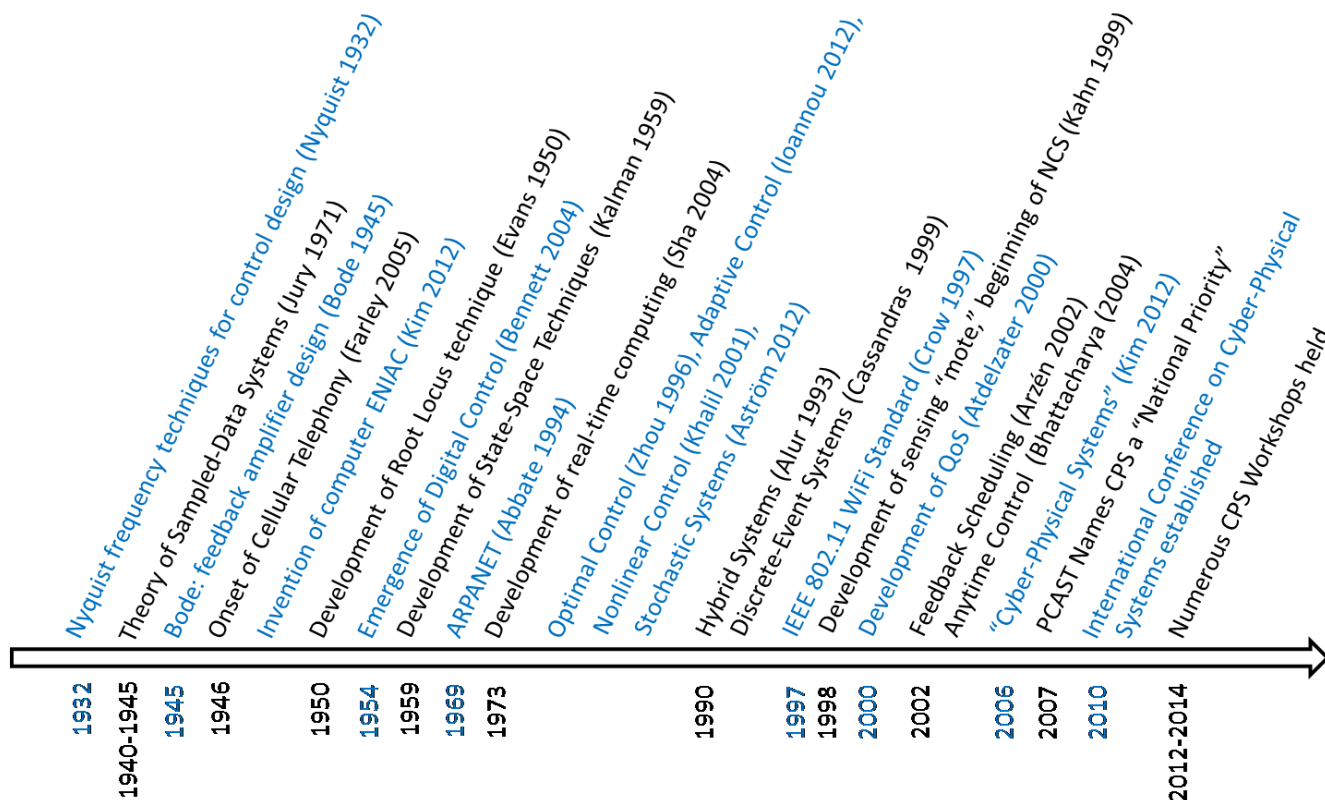 Nyquist frequency techniques for control design (Nyquist 1932)
Theory of Sampled-Data Systems (Jury 1971)
Bode: feedback amplifier design (Bode 1945)
Onset of Cellular Telephony (Farley 2005)
Invention of computer ENIAC (Kim 2012)
Development of Root Locus technique (Evans 1950)
Emergence of Digital Control (Bennett 2004)
Development of State-Space Techniques (Kalman 1959)
ARPANET (Abbate 1994)
Development of real-time computing (Sha 2004)
Optimal Control (Zhou 1996), Adaptive Control (Ioannou 2012),
Nonlinear Control (Khalil 2001),
Stochastic Systems (Aström 2012)
Hybrid Systems (Alur 1993)
Discrete-Event Systems (Cassandras 1999)
IEEE 802.11 WiFi Standard (Crow 1997)
Development of sensing “mote,” beginning of NCS (Kahn 1999)
Development of QoS (Atdelzater 2000)
Feedback Scheduling (Arzén 2002)
Anytime Control (Bhattacharya (2004)
“Cyber-Physical Systems” (Kim 2012)
PCAST Names CPS a “National Priority”
International Conference on Cyber-Physical
Systems established
Numerous CPS Workshops held
1932
1940-1945
1945
1946
1950
1954
1959
1969
1973
1990
1997
1998
2000
2002
2006
2007
2010
2012-2014